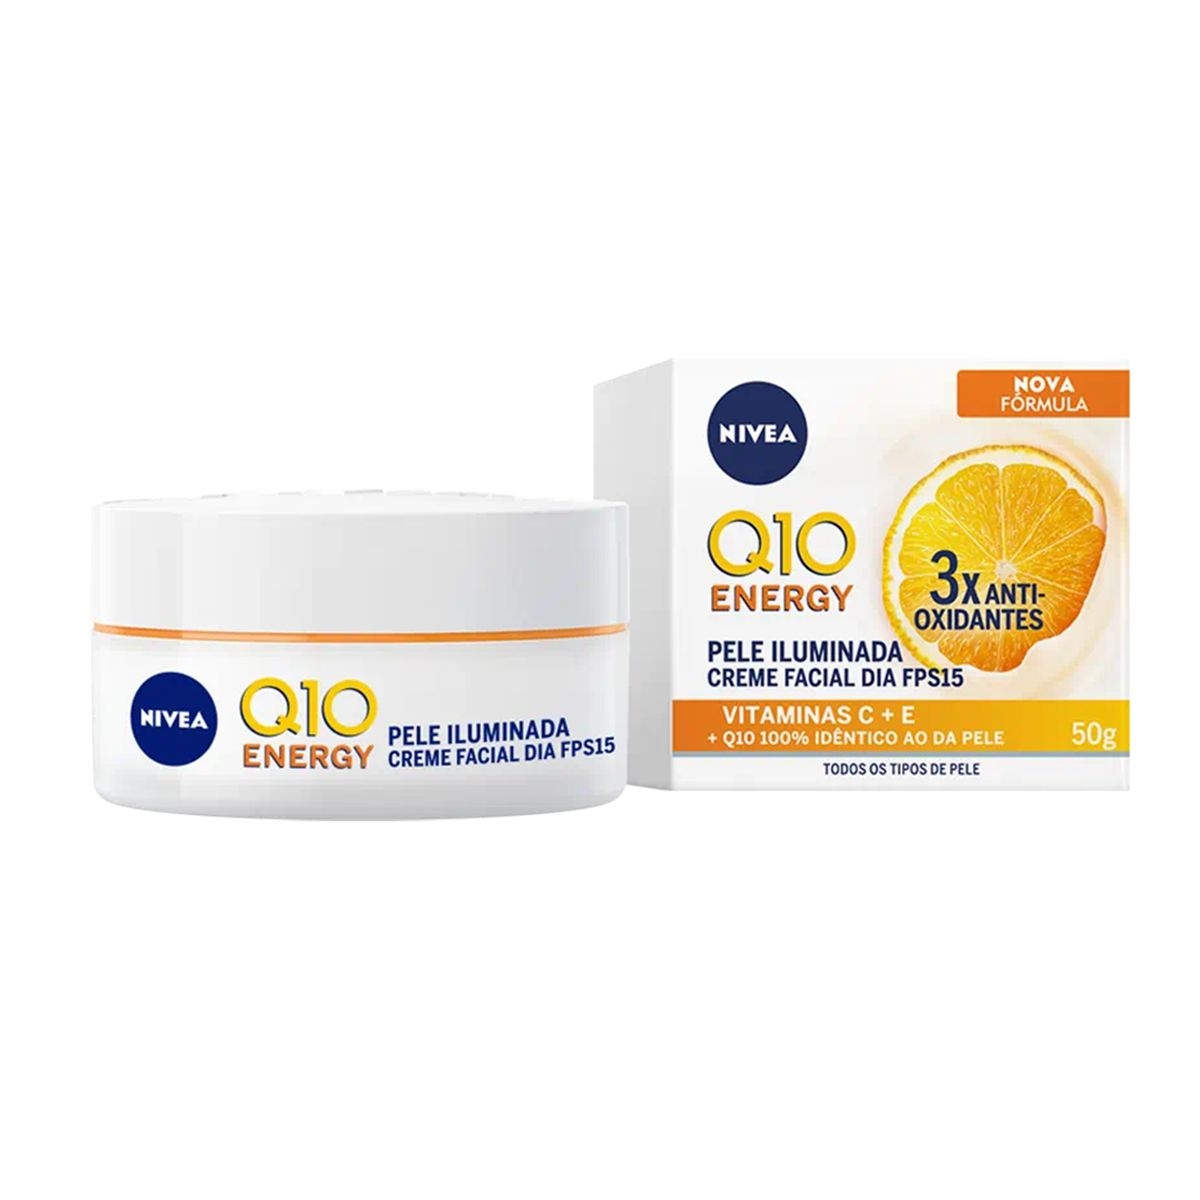 NIVEA
Q10
ENERGY
PELE ILUMINADA
CREME FACIAL DIA FPS15
NOVA
FÓRMULA
NIVEA
Q10
ENERGY
3X ANTI-
OXIDANTES
PELE ILUMINADA
CREME FACIAL DIA FPS15
VITAMINAS C + E
+ Q10 100% IDÊNTICO AO DA PELE
50g
TODOS OS TIPOS DE PELE